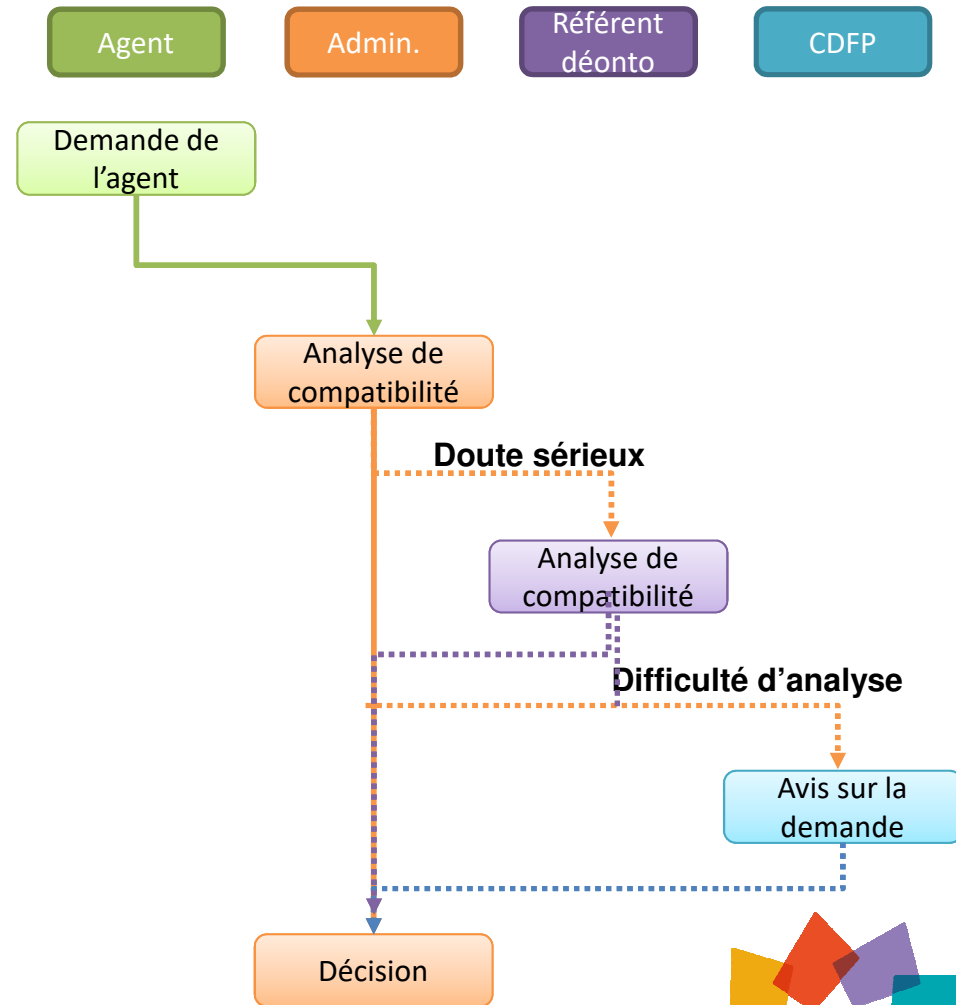 Agent
Admin.
Référent
déonto
CDFP
Demande de
l’agent
Analyse de
compatibilité
Doute sérieux
Analyse de
compatibilité
Difficulté d’analyse
Avis sur la
demande
Décision